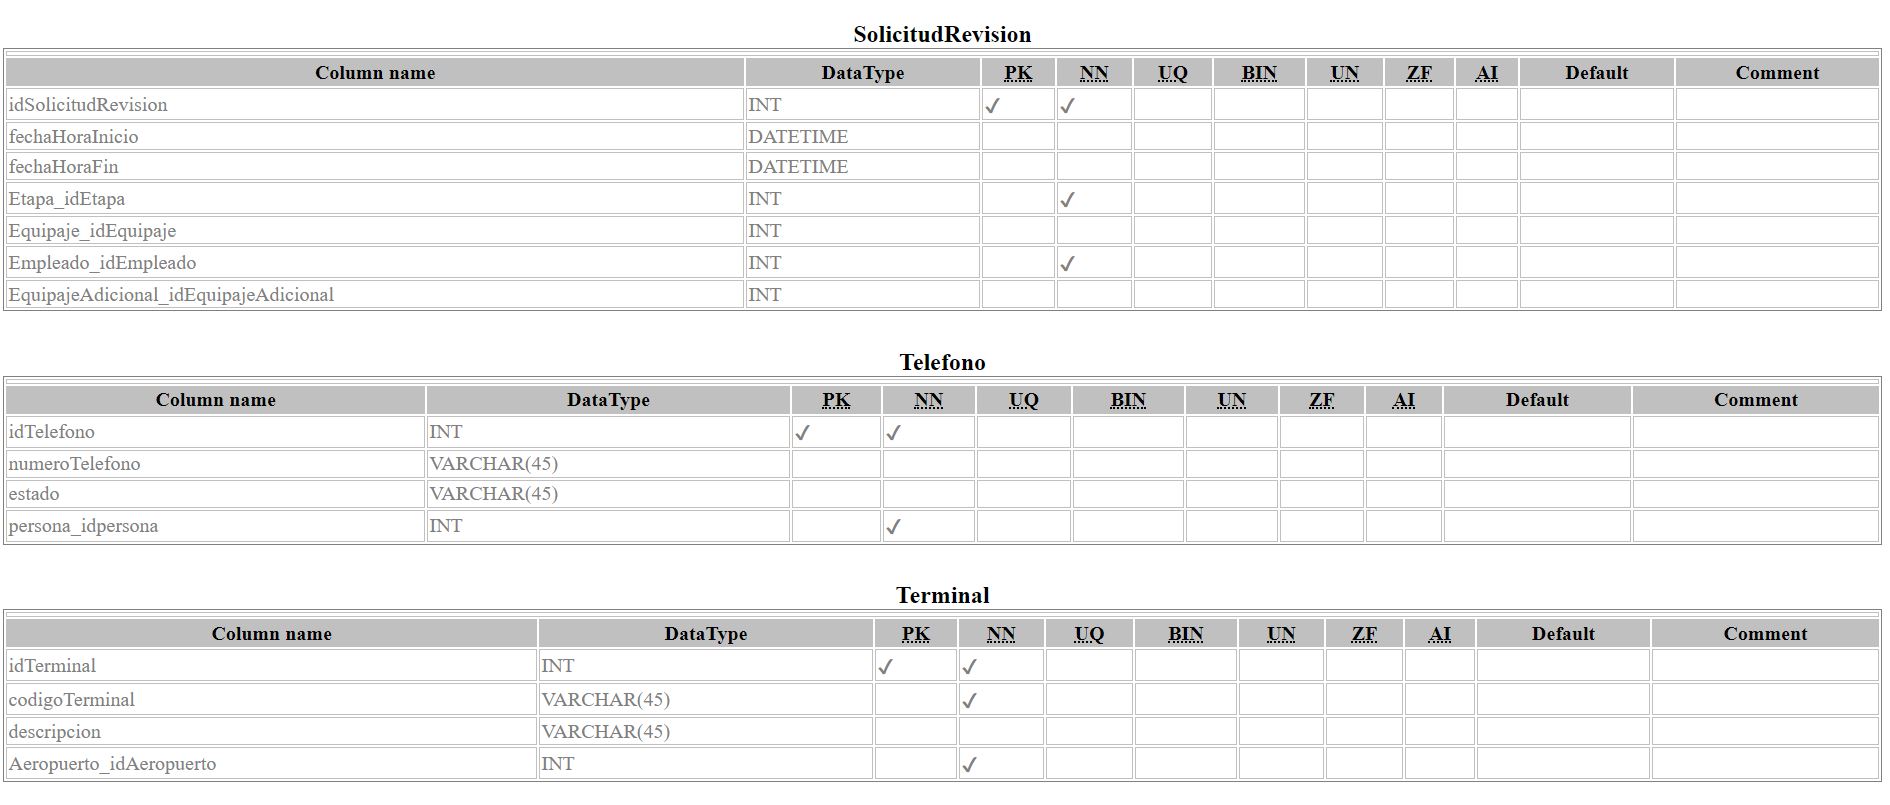 SolicitudRevision
Column name DataType PK NN UQ BIN UN ZF AI Default Comment
idSolicitudRevision INT ✓ ✓
fechaHoraInicio DATETIME
fechaHoraFin DATETIME
Etapa_idEtapa INT ✓
Equipaje_idEquipaje INT
Empleado_idEmpleado INT ✓
EquipajeAdicional_idEquipajeAdicional INT
Telefono
Column name DataType PK NN UQ BIN UN ZF AI Default Comment
idTelefono INT ✓ ✓
numeroTelefono VARCHAR(45)
estado VARCHAR(45)
persona_idpersona INT ✓
Terminal
Column name DataType PK NN UQ BIN UN ZF AI Default Comment
idTerminal INT ✓ ✓
codigoTerminal VARCHAR(45) ✓
descripcion VARCHAR(45)
Aeropuerto_idAeropuerto INT ✓